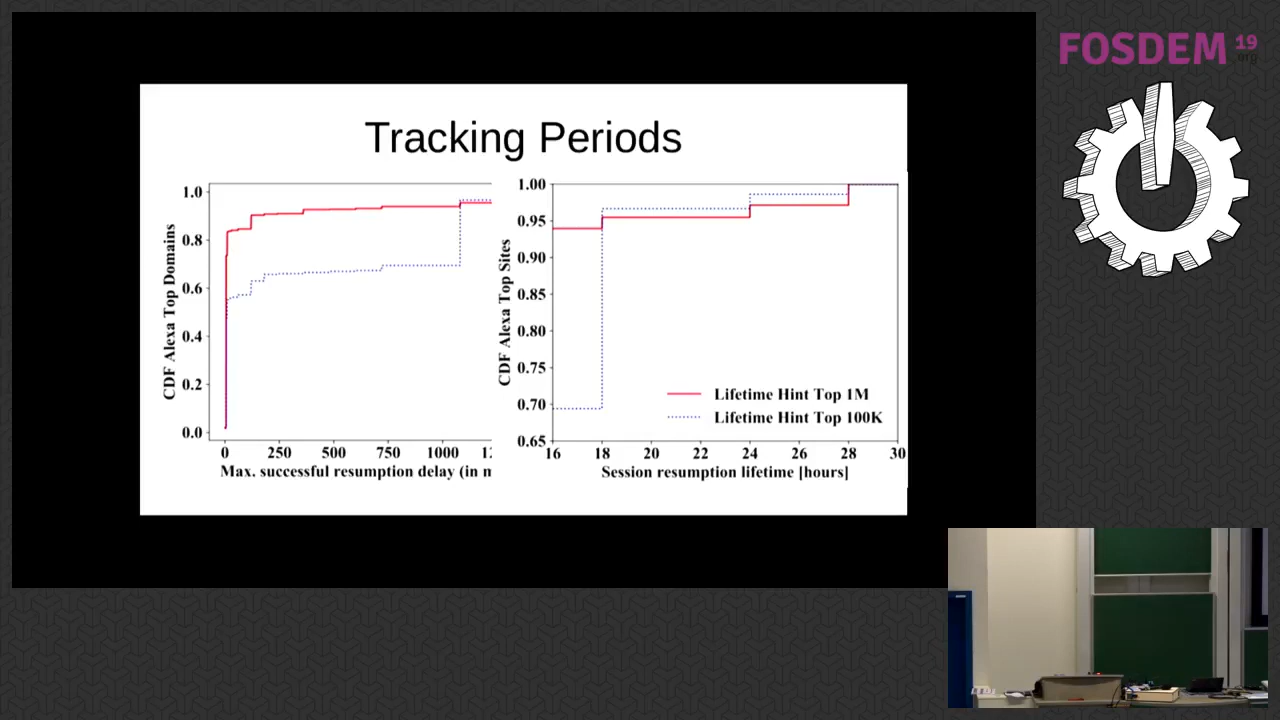 FOSDEM 19
.org
Tracking Periods
CDF Alexa Top Domains
1.0
0.8
0.6
0.4
0.2
0.0
0 250 500 750 1000 1
Max. successful resumption delay (in
CDF Alexa Top Sites
1.00
0.95
0.90
0.85
0.80
0.75
0.70
0.65
16 18 20 22 24 26 28 30
Session resumption lifetime [hours]
Lifetime Hint Top 1M
Lifetime Hint Top 100K